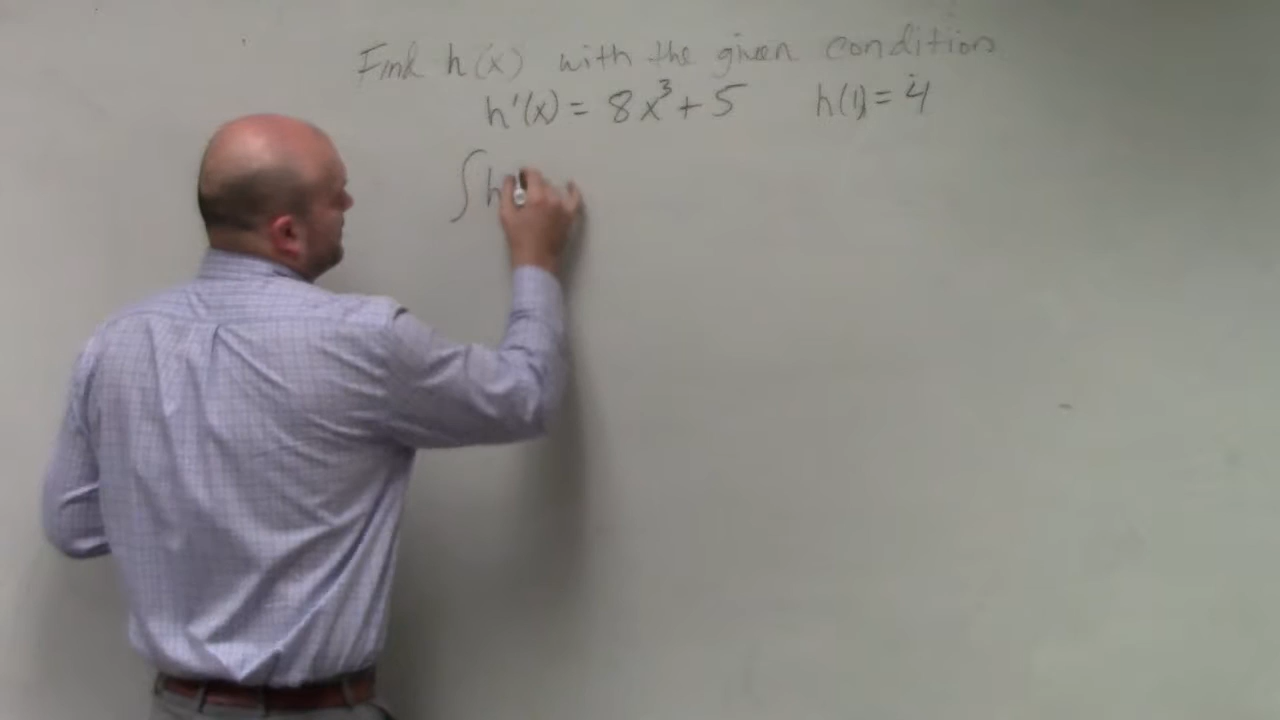 Find h(x) with the given condition
h'(x) = 8x³ + 5 h(1) = 4
∫ h